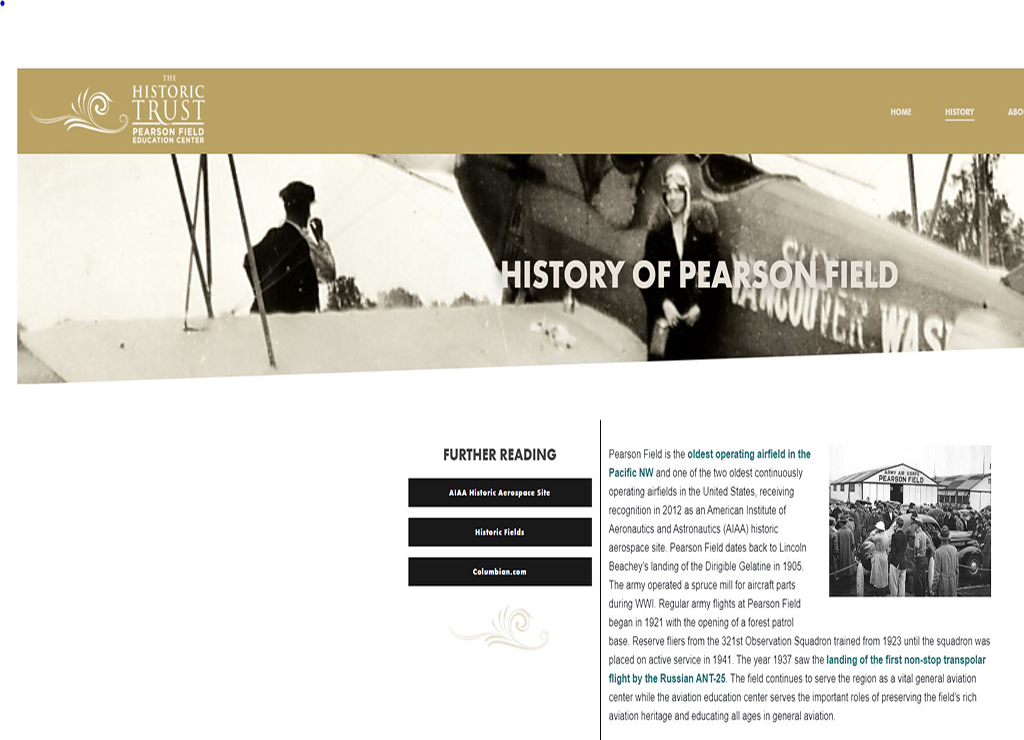 THE
HISTORIC
TRUST
PEARSON FIELD
EDUCATION CENTER
HOME
HISTORY
HISTORY OF PEARSON FIELD
VANCOUVER WAS
FURTHER READING
AIAA Historic Aerospace Site
Historic Fields
Columbian.com
Pearson Field is the oldest operating airfield in the
Pacific NW and one of the two oldest continuously
operating airfields in the United States, receiving
recognition in 2012 as an American Institute of
Aeronautics and Astronautics (AIAA) historic
aerospace site. Pearson Field dates back to Lincoln
Beachey's landing of the Dirigible Gelatine in 1905.
The army operated a spruce mill for aircraft parts
during WWI. Regular army flights at Pearson Field
began in 1921 with the opening of a forest patrol
base. Reserve fliers from the 321st Observation Squadron trained from 1923 until the squadron was
placed on active service in 1941. The year 1937 saw the landing of the first non-stop transpolar
flight by the Russian ANT-25. The field continues to serve the region as a vital general aviation
center while the aviation education center serves the important roles of preserving the field's rich
aviation heritage and educating all ages in general aviation.
ARMY AIR CORPS
PEARSON FIELD